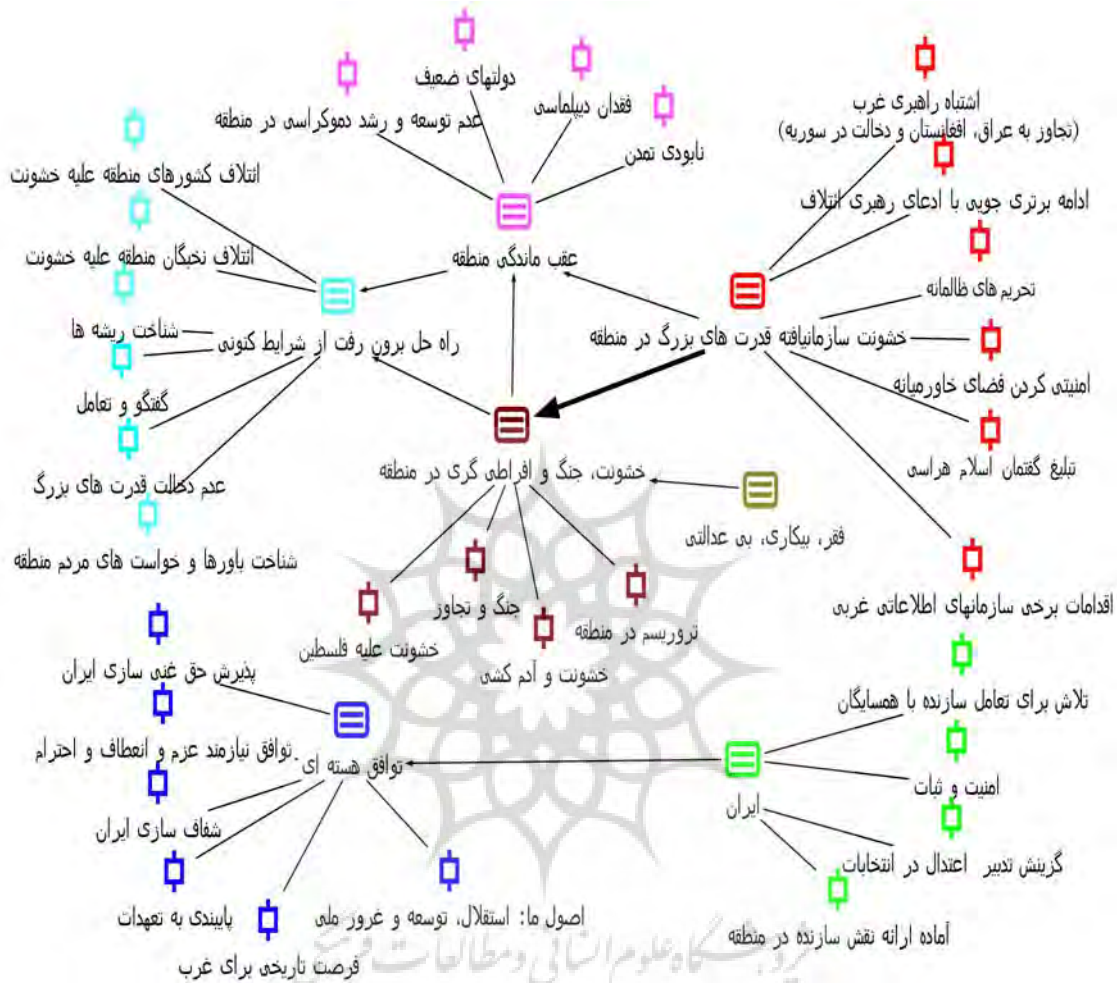 دولتهای ضعیف
فقدان دیپلماسی
عدم توسعه و رشد دموکراسی در منطقه
نابودی تمدن
عقب ماندگی منطقه
اشتباه راهبری غرب
(تجاوز به عراق، افغانستان و دخالت در سوریه)
ادامه برتری جویی با ادعای رهبری ائتلاف
تحریم های ظالمانه
خشونت سازمانیافته قدرت های بزرگ در منطقه
امنیتی کردن فضای خاورمیانه
تبلیغ گفتمان اسلام هراسی
اقدامات برخی سازمانهای اطلاعاتی غربی
ائتلاف کشورهای منطقه علیه خشونت
ائتلاف نخبگان منطقه علیه خشونت
شناخت ریشه ها
راه حل برون رفت از شرایط کنونی
گفتگو و تعامل
عدم دخالت قدرت های بزرگ
شناخت باورها و خواست های مردم منطقه
خشونت، جنگ و افراطی گری در منطقه
فقر، بیکاری، بی عدالتی
تروریسم در منطقه
جنگ و تجاوز
خشونت علیه فلسطین
خشونت و آدم کشی
تلاش برای تعامل سازنده با همسایگان
امنیت و ثبات
ایران
گزینش تدبیر اعتدال در انتخابات
آماده ارائه نقش سازنده در منطقه
پذیرش حق غنی سازی ایران
توافق نیازمند عزم و انعطاف و احترام
توافق هسته ای
شفاف سازی ایران
پایبندی به تعهدات
اصول ما: استقلال، توسعه و غرور ملی
فرصت تاریخی برای غرب
پژوهشگاه علوم انسانی و مطالعات فرهنگی